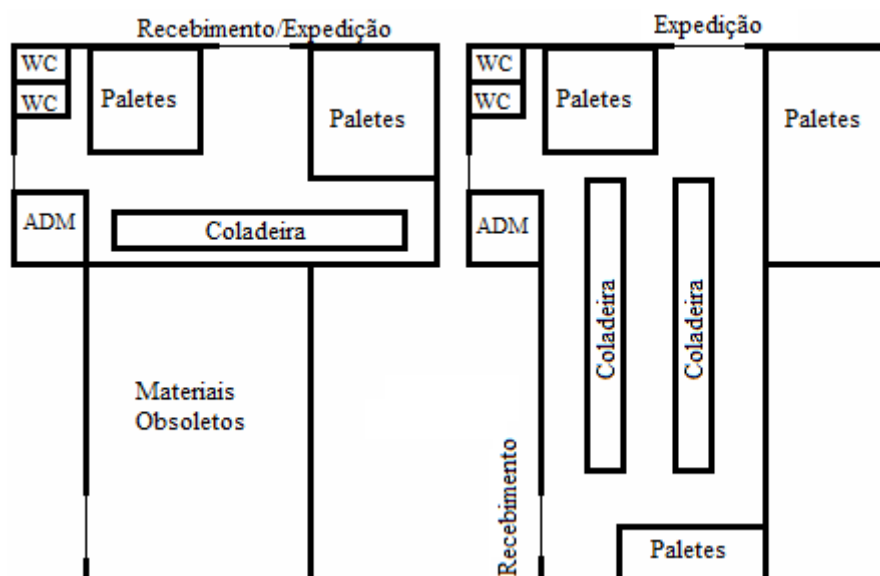 Recebimento/Expedição
WC
WC
Paletes
Paletes
ADM
Coladeira
Materiais
Obsoletos
Expedição
WC
WC
Paletes
Paletes
ADM
Coladeira
Coladeira
Recebimento
Paletes